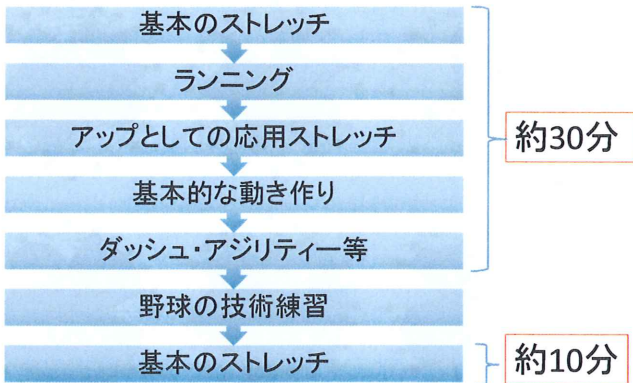 基本のストレッチ
ランニング
アップとしての応用ストレッチ
約30分
基本的な動き作り
ダッシュ・アジリティー等
野球の技術練習
基本のストレッチ
約10分